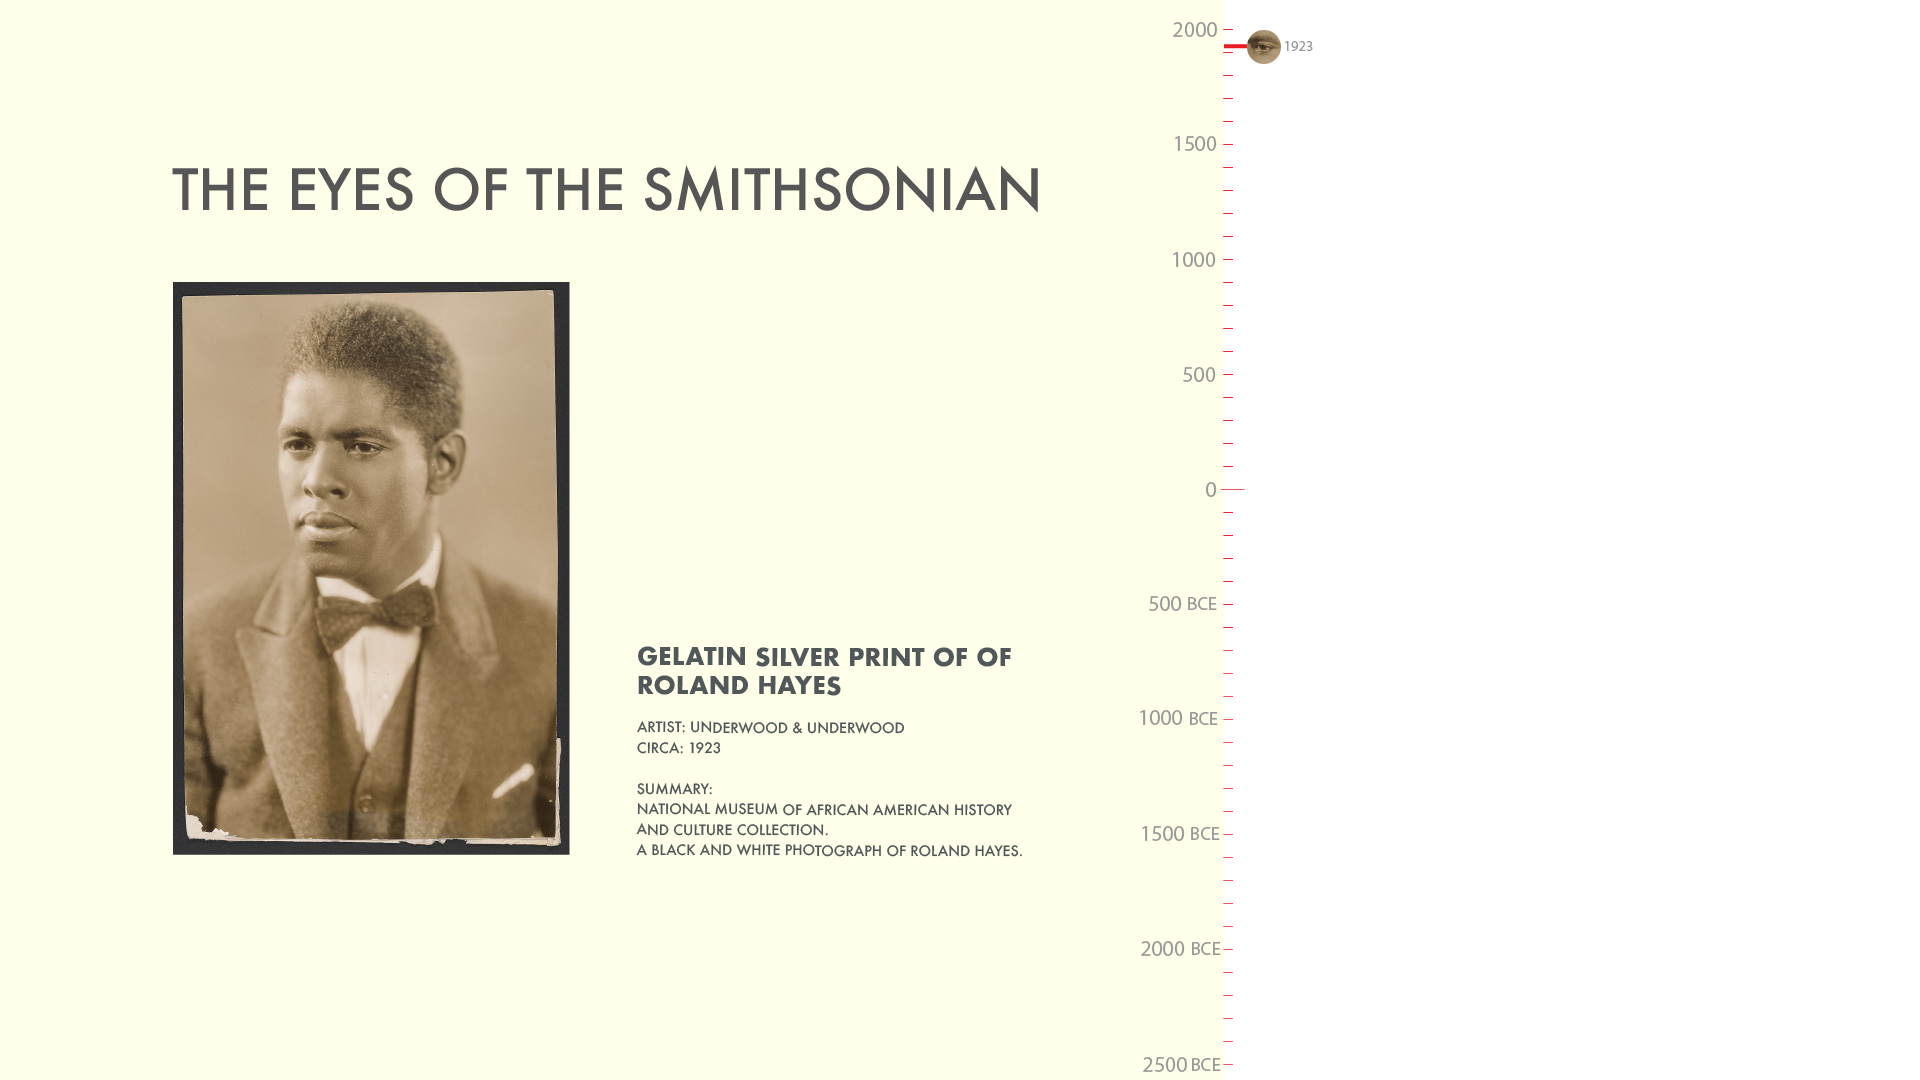 THE EYES OF THE SMITHSONIAN
GELATIN SILVER PRINT OF OF
ROLAND HAYES
ARTIST: UNDERWOOD & UNDERWOOD
CIRCA: 1923
SUMMARY:
NATIONAL MUSEUM OF AFRICAN AMERICAN HISTORY
AND CULTURE COLLECTION.
A BLACK AND WHITE PHOTOGRAPH OF ROLAND HAYES.
2000
1923
1500
1000
500
0
500 BCE
1000 BCE
1500 BCE
2000 BCE
2500 BCE